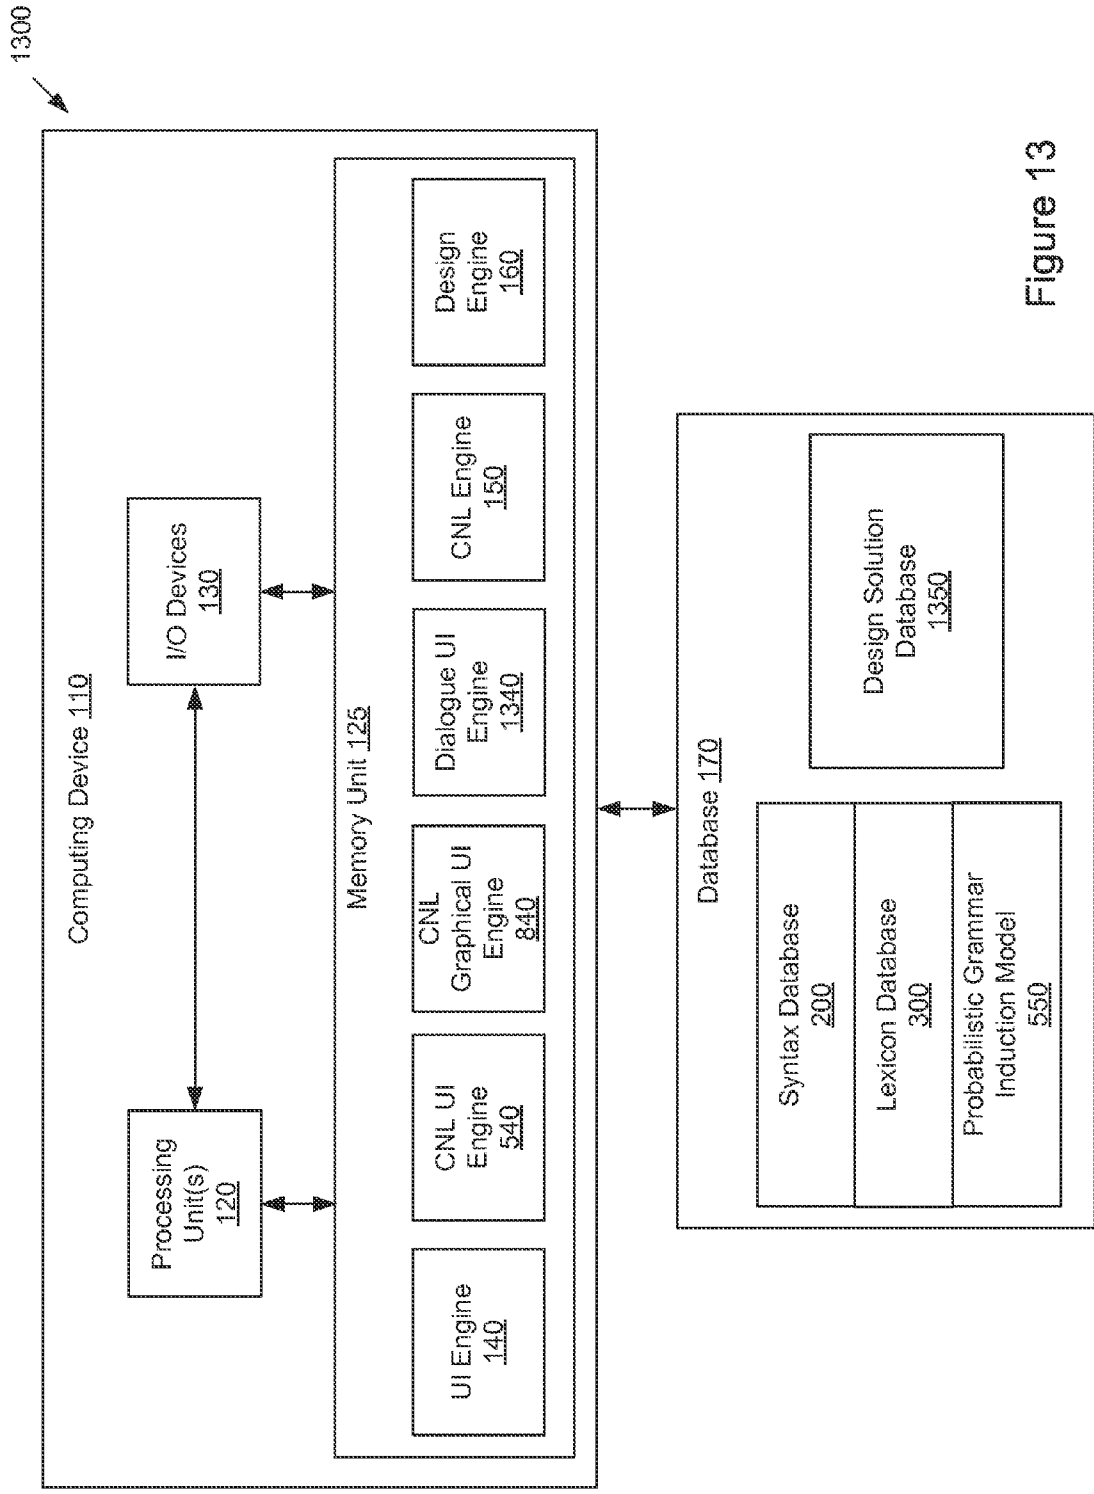 1300
Computing Device 110
Processing
Unit(s)
120
I/O Devices
130
Memory Unit 125
UI Engine
140
CNL UI
Engine
540
CNL
Graphical UI
Engine
840
Dialogue UI
Engine
1340
CNL Engine
150
Design
Engine
160
Database 170
Syntax Database
200
Lexicon Database
300
Probabilistic Grammar
Induction Model
550
Design Solution
Database
1350
Figure 13